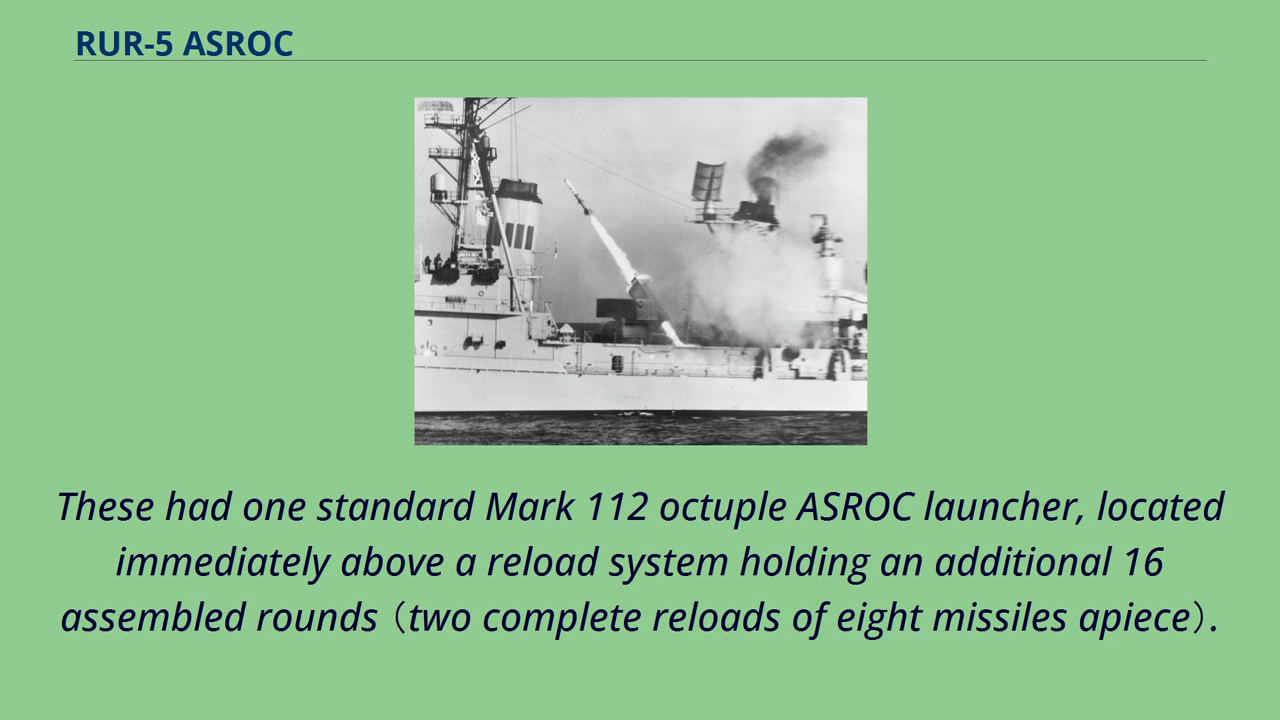 RUR-5 ASROC
These had one standard Mark 112 octuple ASROC launcher, located
immediately above a reload system holding an additional 16
assembled rounds（two complete reloads of eight missiles apiece）.